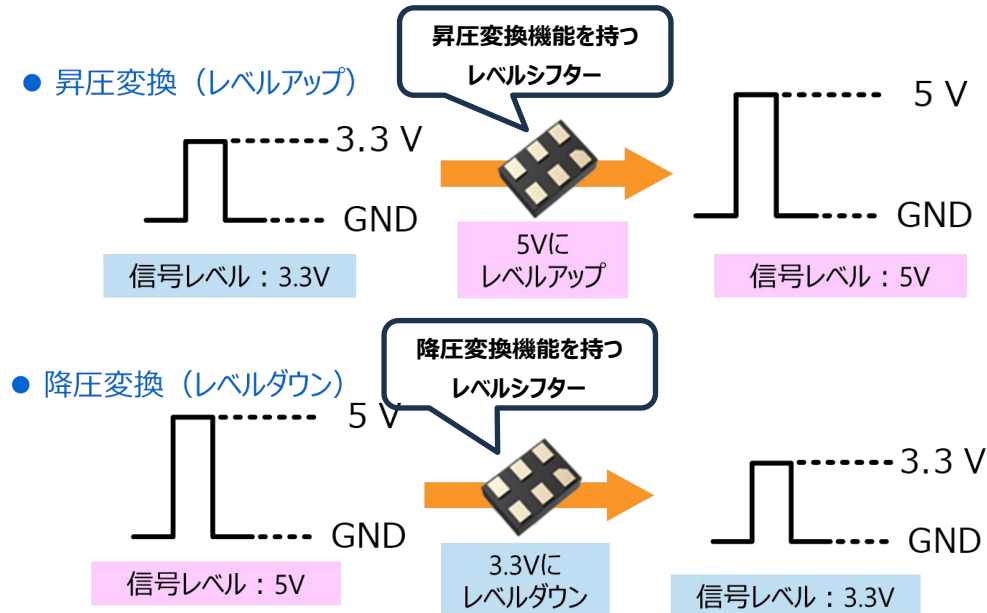 昇圧変換機能を持つ
レベルシフター
● 昇圧変換（レベルアップ）
3.3 V
GND
5Vに
レベルアップ
5 V
GND
信号レベル：3.3V
信号レベル：5V
降圧変換機能を持つ
レベルシフター
● 降圧変換（レベルダウン）
5 V
GND
3.3Vに
レベルダウン
3.3 V
GND
信号レベル：5V
信号レベル：3.3V